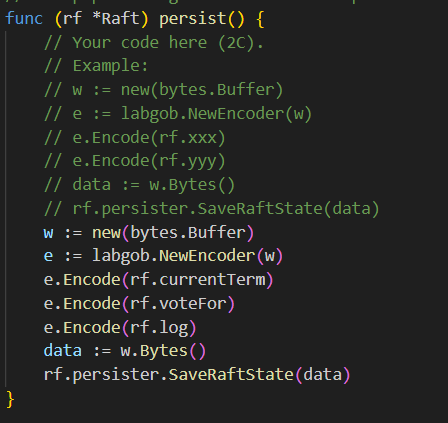 func (rf *Raft) persist() {
// Your code here (2C).
// Example:
// w := new(bytes.Buffer)
// e := labgob.NewEncoder(w)
// e.Encode(rf.xxx)
// e.Encode(rf.yyy)
// data := w.Bytes()
// rf.persister.SaveRaftState(data)
w := new(bytes.Buffer)
e := labgob.NewEncoder(w)
e.Encode(rf.currentTerm)
e.Encode(rf.voteFor)
e.Encode(rf.log)
data := w.Bytes()
rf.persister.SaveRaftState(data)
}